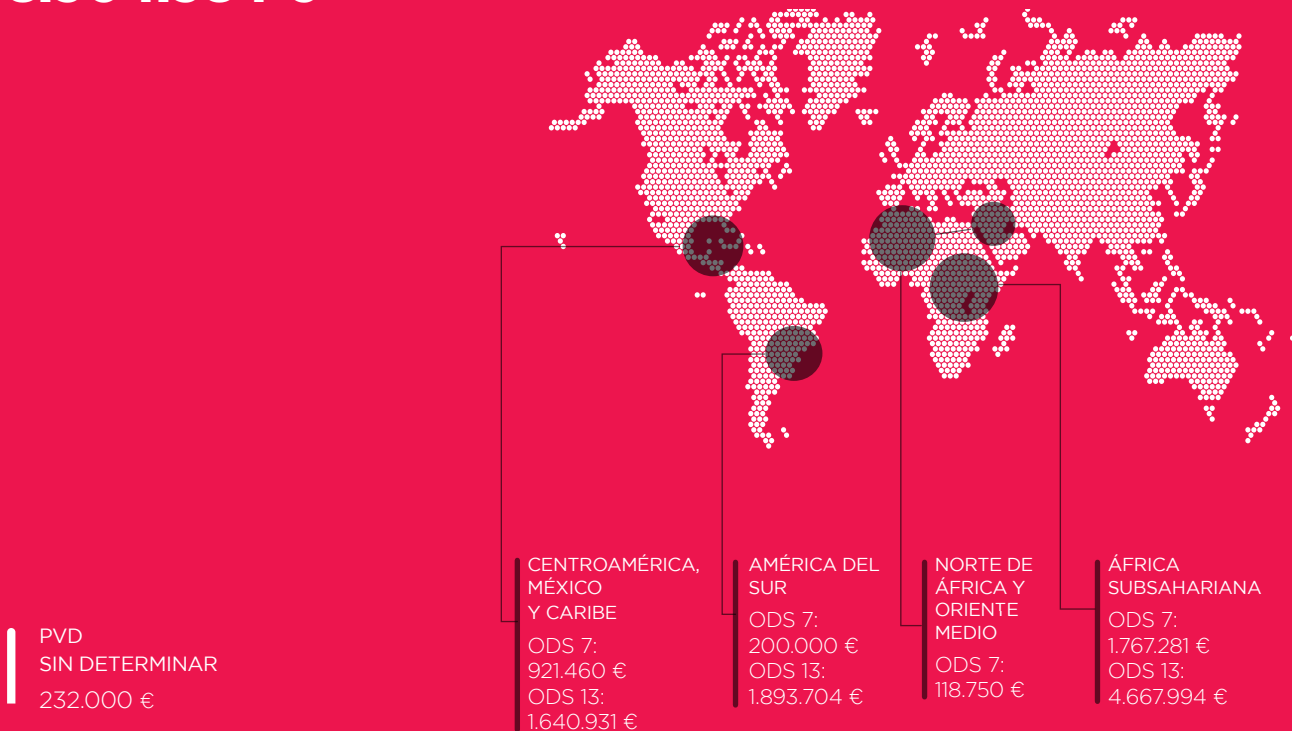 PVD
SIN DETERMINAR
232.000 €
CENTROAMÉRICA,
MÉXICO
Y CARIBE
ODS 7:
921.460 €
ODS 13:
1.640.931 €
AMÉRICA DEL
SUR
ODS 7:
200.000 €
ODS 13:
1.893.704 €
NORTE DE
ÁFRICA Y
ORIENTE
MEDIO
ODS 7:
118.750 €
ÁFRICA
SUBSAHARIANA
ODS 7:
1.767.281 €
ODS 13:
4.667.994 €